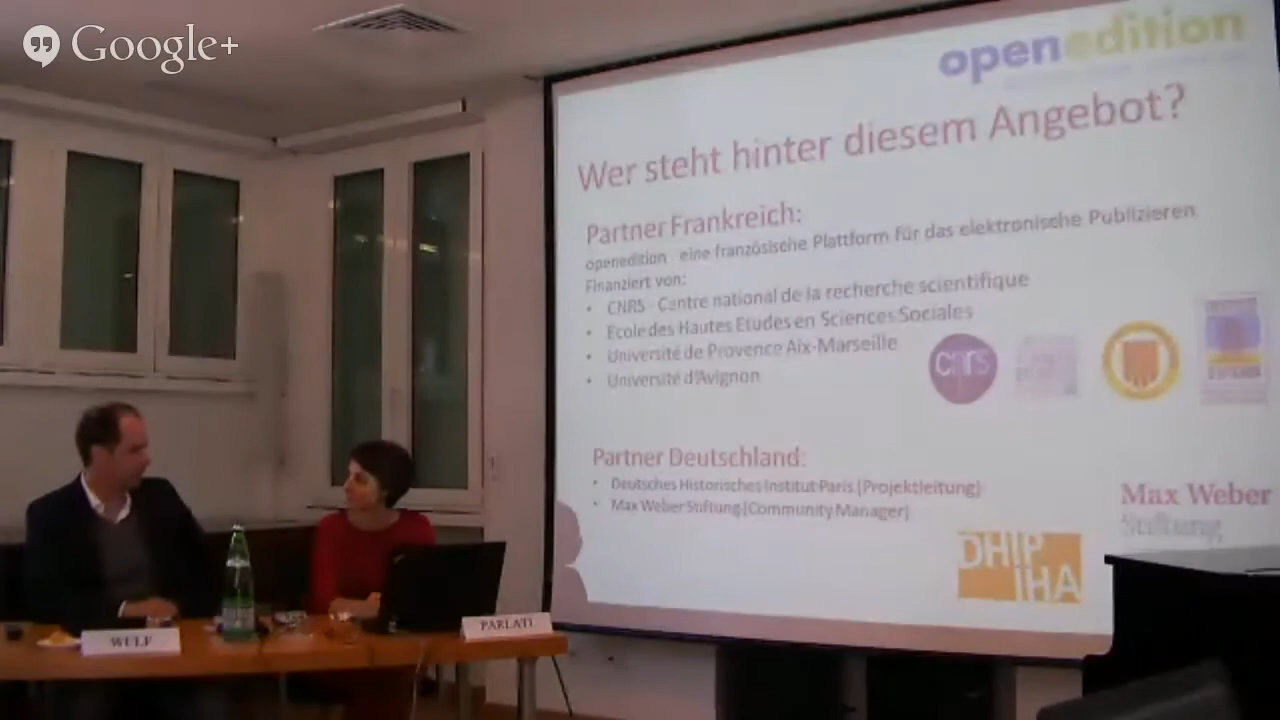 Google+
openedition
Wer steht hinter diesem Angebot?
Partner Frankreich:
openedition eine französische Plattform für das elektronische Publizieren
Finanziert von:
• CNRS - Centre national de la recherche scientifique
• Ecole des Hautes Etudes en Sciences Sociales
• Université de Provence Aix-Marseille
• Université d'Avignon
cnrs
Partner Deutschland:
• Deutsches Historisches Institut Paris (Projektleitung)
• Max Weber Stiftung (Community Manager)
Max Weber
Stiftung
DHIP
IHA
WULF
PARLATI